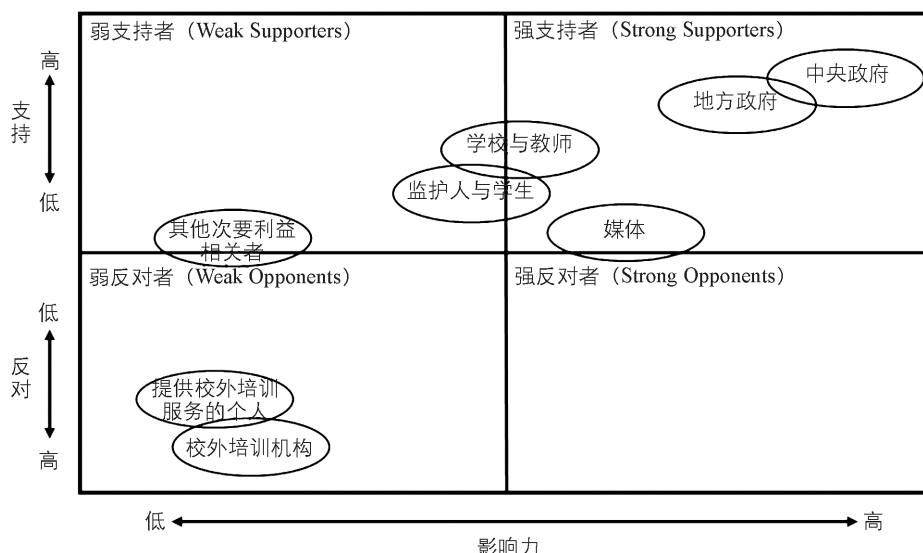 弱支持者（Weak Supporters）
强支持者（Strong Supporters）
高
支持
低
中央政府
地方政府
学校与教师
监护人与学生
其他次要利益
相关者
媒体
弱反对者（Weak Opponents）
强反对者（Strong Opponents）
低
反对
高
提供校外培训
服务的个人
校外培训机构
低
高
影响力